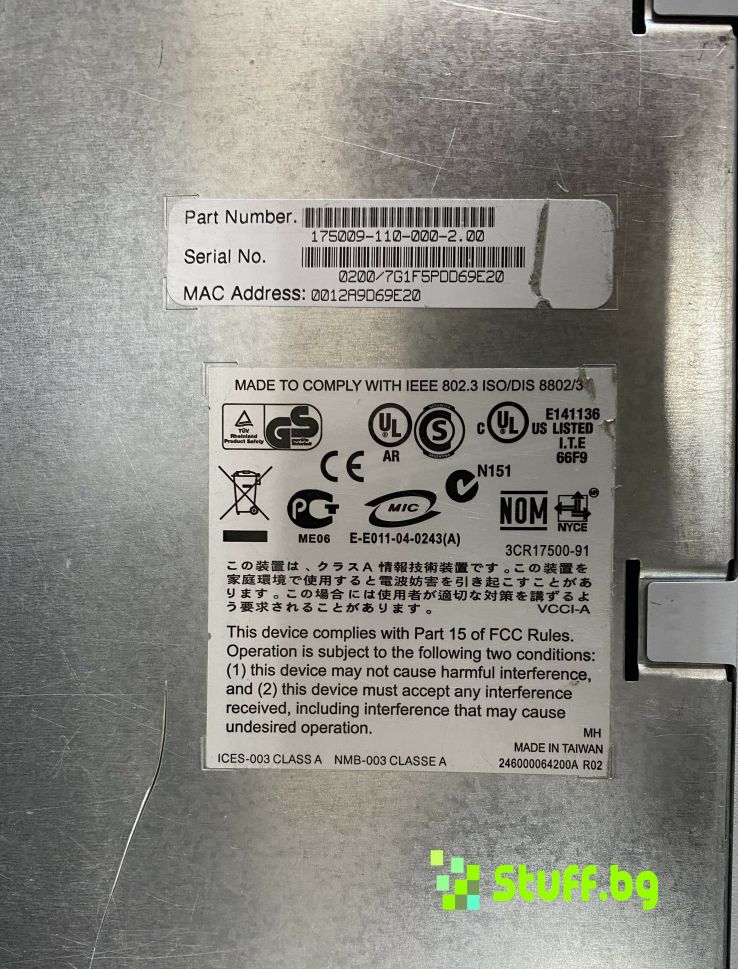 Part Number.
175009-110-000-2.00
Serial No.
0200/7G1F5PDD69E20
MAC Address: 0012A9D69E20
MADE TO COMPLY WITH IEEE 802.3 ISO/DIS 8802/3
TÜV
Rheinland
Product Safety
GS
UL
AR
S
C UL US LISTED
E141136
I.T.E
66F9
CE
N151
ME06
MIC
E-E011-04-0243(A)
NOM
NYCE
3CR17500-91
この装置は、クラスA情報技術装置です。この装置を
家庭環境で使用すると電波妨害を引き起こすことがあ
ります。この場合には使用者が適切な対策を講ずるよ
う要求されることがあります。 VCCI-A
This device complies with Part 15 of FCC Rules.
Operation is subject to the following two conditions:
(1) this device may not cause harmful interference,
and (2) this device must accept any interference
received, including interference that may cause
undesired operation.
MH
MADE IN TAIWAN
ICES-003 CLASS A NMB-003 CLASSE A 246000064200A R02
Stuff.bg